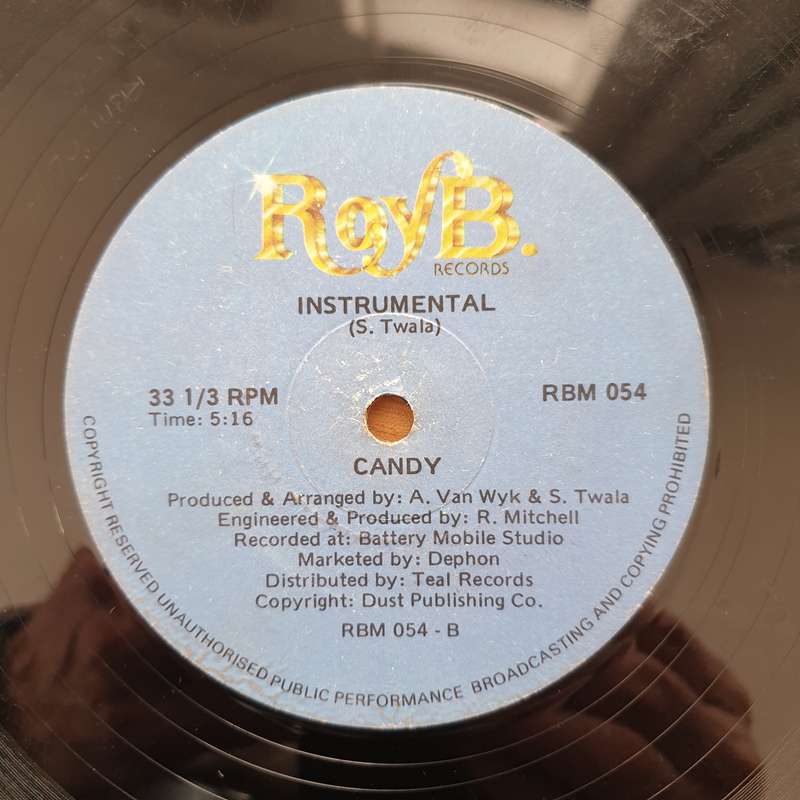 RoyB.
RECORDS
INSTRUMENTAL
(S. Twala)
33 1/3 RPM
Time: 5:16
RBM 054
CANDY
Produced & Arranged by: A. Van Wyk & S. Twala
Engineered & Produced by: R. Mitchell
Recorded at: Battery Mobile Studio
Marketed by: Dephon
Distributed by: Teal Records
Copyright: Dust Publishing Co.
RBM 054 - B
COPYRIGHT RESERVED UNAUTHORISED PUBLIC PERFORMANCE BROADCASTING AND COPYING PROHIBITED